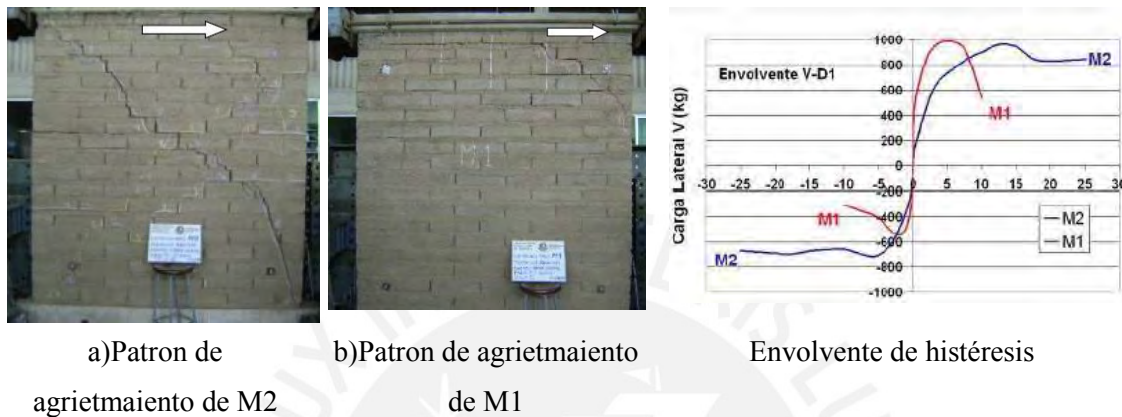 Envolvente V-D1
Carga Lateral V (kg)
1000
800
600
400
200
0
-200
-400
-600
-800
-1000
-30 -25 -20 -15 -10 -5 0 5 10 15 20 25 30
M2
M1
M1
M2
M2
M1
M1
a)Patron de
agrietmaiento de M2
b)Patron de agrietmaiento
de M1
Envolvente de histéresis